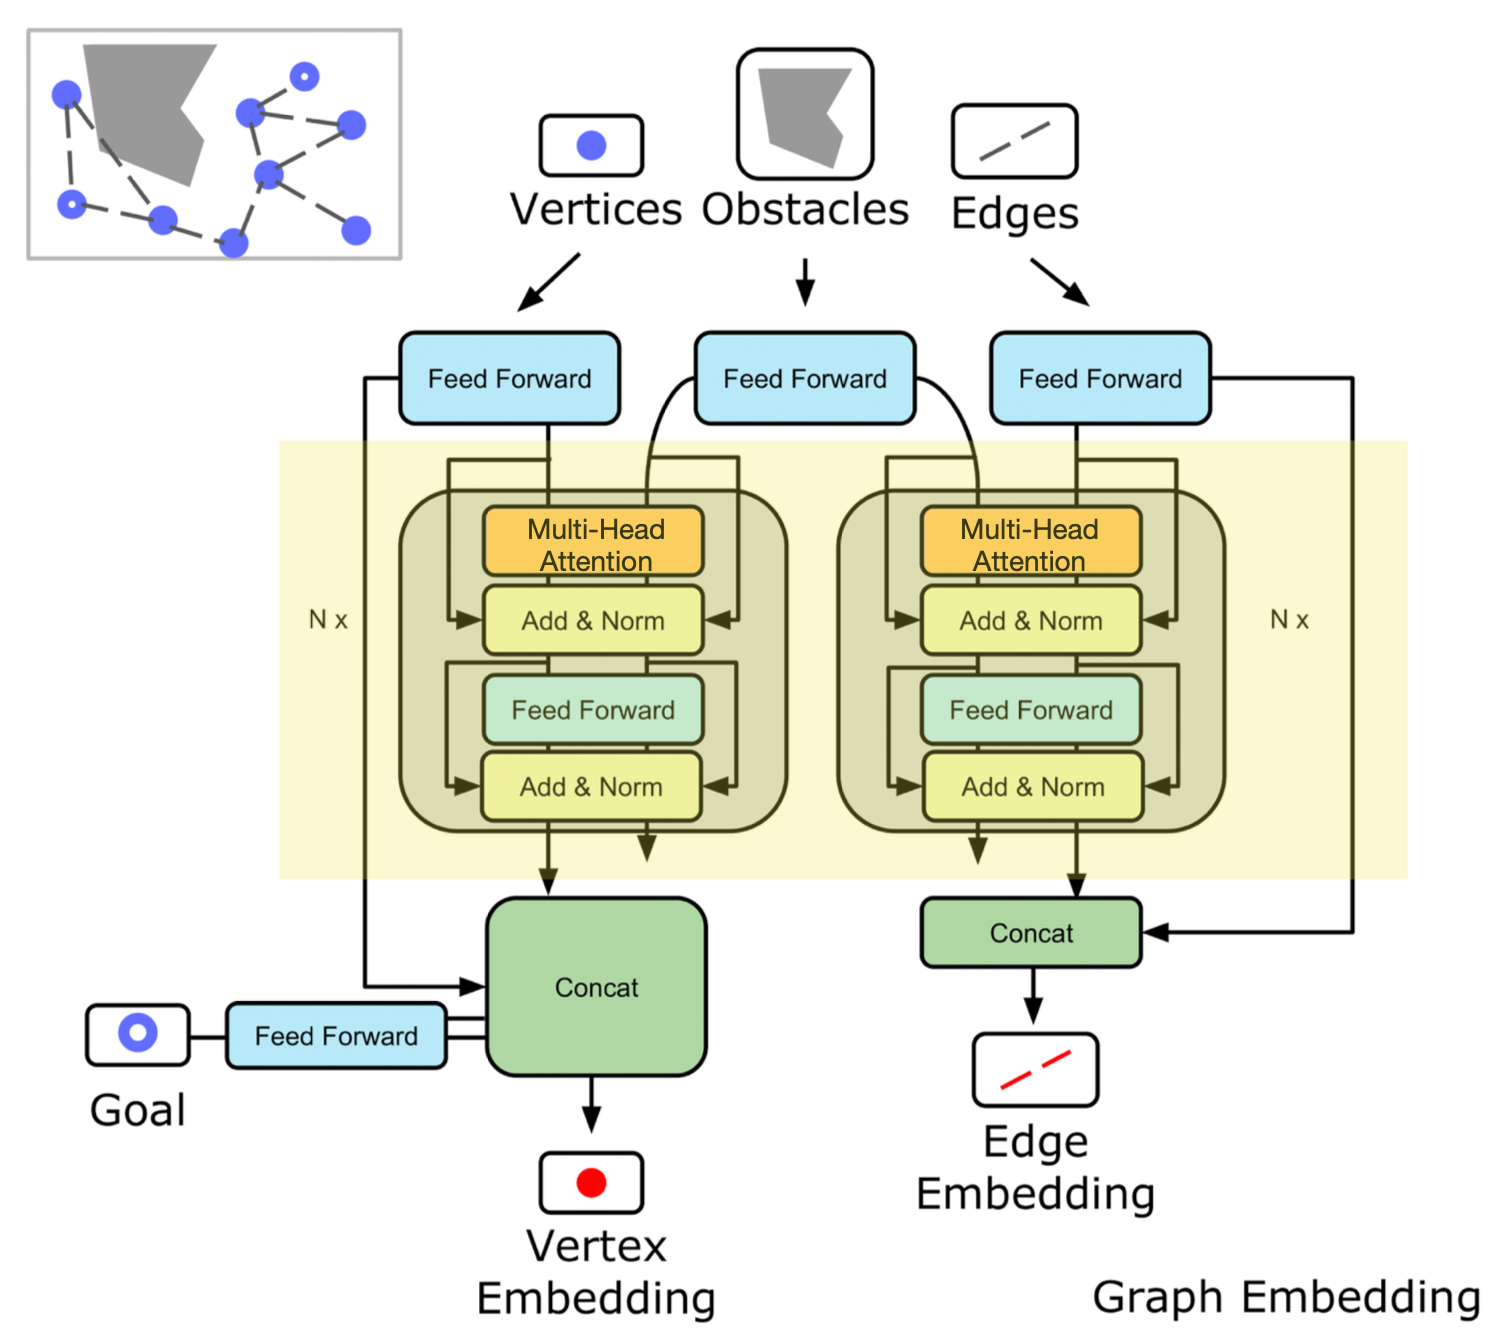 Vertices
Obstacles
Edges
Feed Forward
Feed Forward
Feed Forward
Multi-Head
Attention
Add & Norm
Feed Forward
Add & Norm
N x
Multi-Head
Attention
Add & Norm
Feed Forward
Add & Norm
N x
Concat
Concat
Feed Forward
Goal
Vertex
Embedding
Edge
Embedding
Graph Embedding